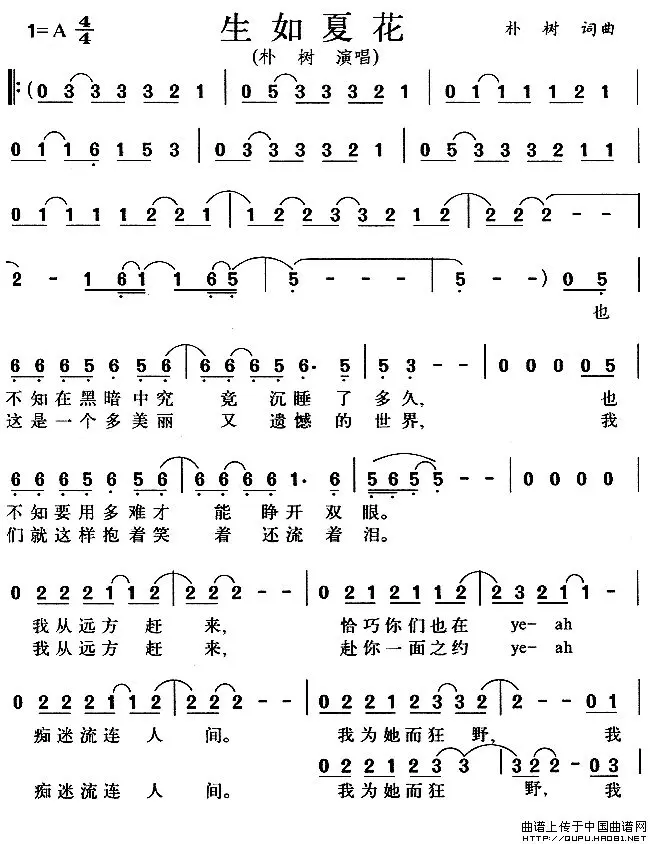 1=A 4/4 生如夏花 朴树 词曲
(朴树 演唱)
(0 3 3 3 3 3 2 1 | 0 5 3 3 3 3 2 1 | 0 1 0 1 1 1 1 2 1 |
0 1 1 6 1 5 3 | 0 3 3 3 3 3 2 1 | 0 5 3 3 3 3 2 1 1 |
0 1 1 1 1 2 2 1 | 1 2 2 3 3 2 1 2 | 2 2 2 - -
2 - 1 6 1 1 6 5 | 5 - - - | 5 - -) 0 5 |
也
6 6 6 5 6 5 6 | 6 6 6 5 6 5· 5 | 5 3 - - | 0 0 0 0 0 5 |
不知在黑暗中究 竟 沉睡了多久, 也
这是一个多美丽 又 遗憾的世界, 我
6 6 6 6 5 6 5 6 | 6 6 6 6 6 1· 6 | 5 6 5 5 - - | 0 0 0 0 |
不知要用多难才 能 睁开双眼。
们就这样抱着笑 着 还流着泪。
0 2 2 2 1 1 2 | 2 2 2 - - | 0 2 1 2 1 1 2 | 2 3 2 1 1 - |
我从远方赶来, 恰巧你们也在 ye- ah
我从远方赶来, 赴你一面之约 ye- ah
0 2 2 2 1 1 2 | 2 2 2 - - | 0 2 2 1 2 3 3 2 | 2 - - 0 1 |
痴迷流连人间。 我为她而狂野, 我
0 2 2 1 2 3 3 | 3 2 2 - 0 3 |
痴迷流连人间。 我为她而狂 野, 我
曲谱上传于中国曲谱网
HTTP://QUPU.HAO81.NET